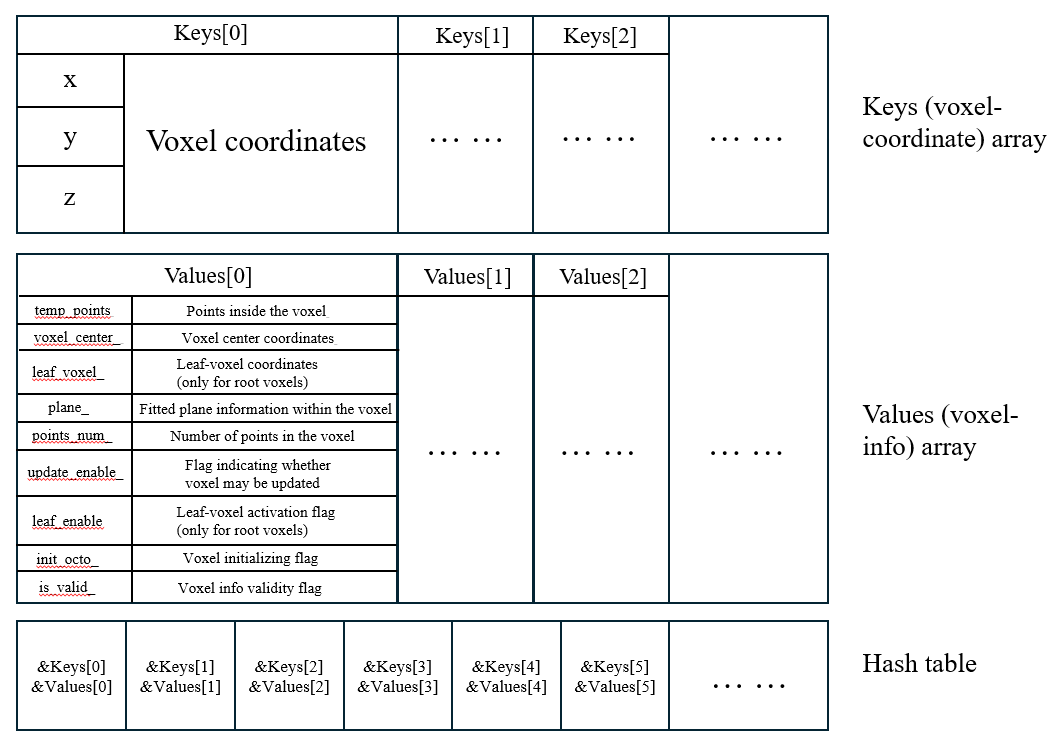 Keys[0]
Keys[1]
Keys[2]
x
y
z
Voxel coordinates
... ...
... ...
... ...
Keys (voxel-
coordinate) array
Values[0]
Values[1]
Values[2]
temp_points
Points inside the voxel
voxel_center_
Voxel center coordinates
leaf_voxel_
Leaf-voxel coordinates
(only for root voxels)
plane_
Fitted plane information within the voxel
points_num_
Number of points in the voxel
update_enable_
Flag indicating whether
voxel may be updated
leaf_enable
Leaf-voxel activation flag
(only for root voxels)
init_octo_
Voxel initializing flag
is_valid_
Voxel info validity flag
... ...
... ...
... ...
Values (voxel-
info) array
&Keys[0]
&Values[0]
&Keys[1]
&Values[1]
&Keys[2]
&Values[2]
&Keys[3]
&Values[3]
&Keys[4]
&Values[4]
&Keys[5]
&Values[5]
... ...
Hash table